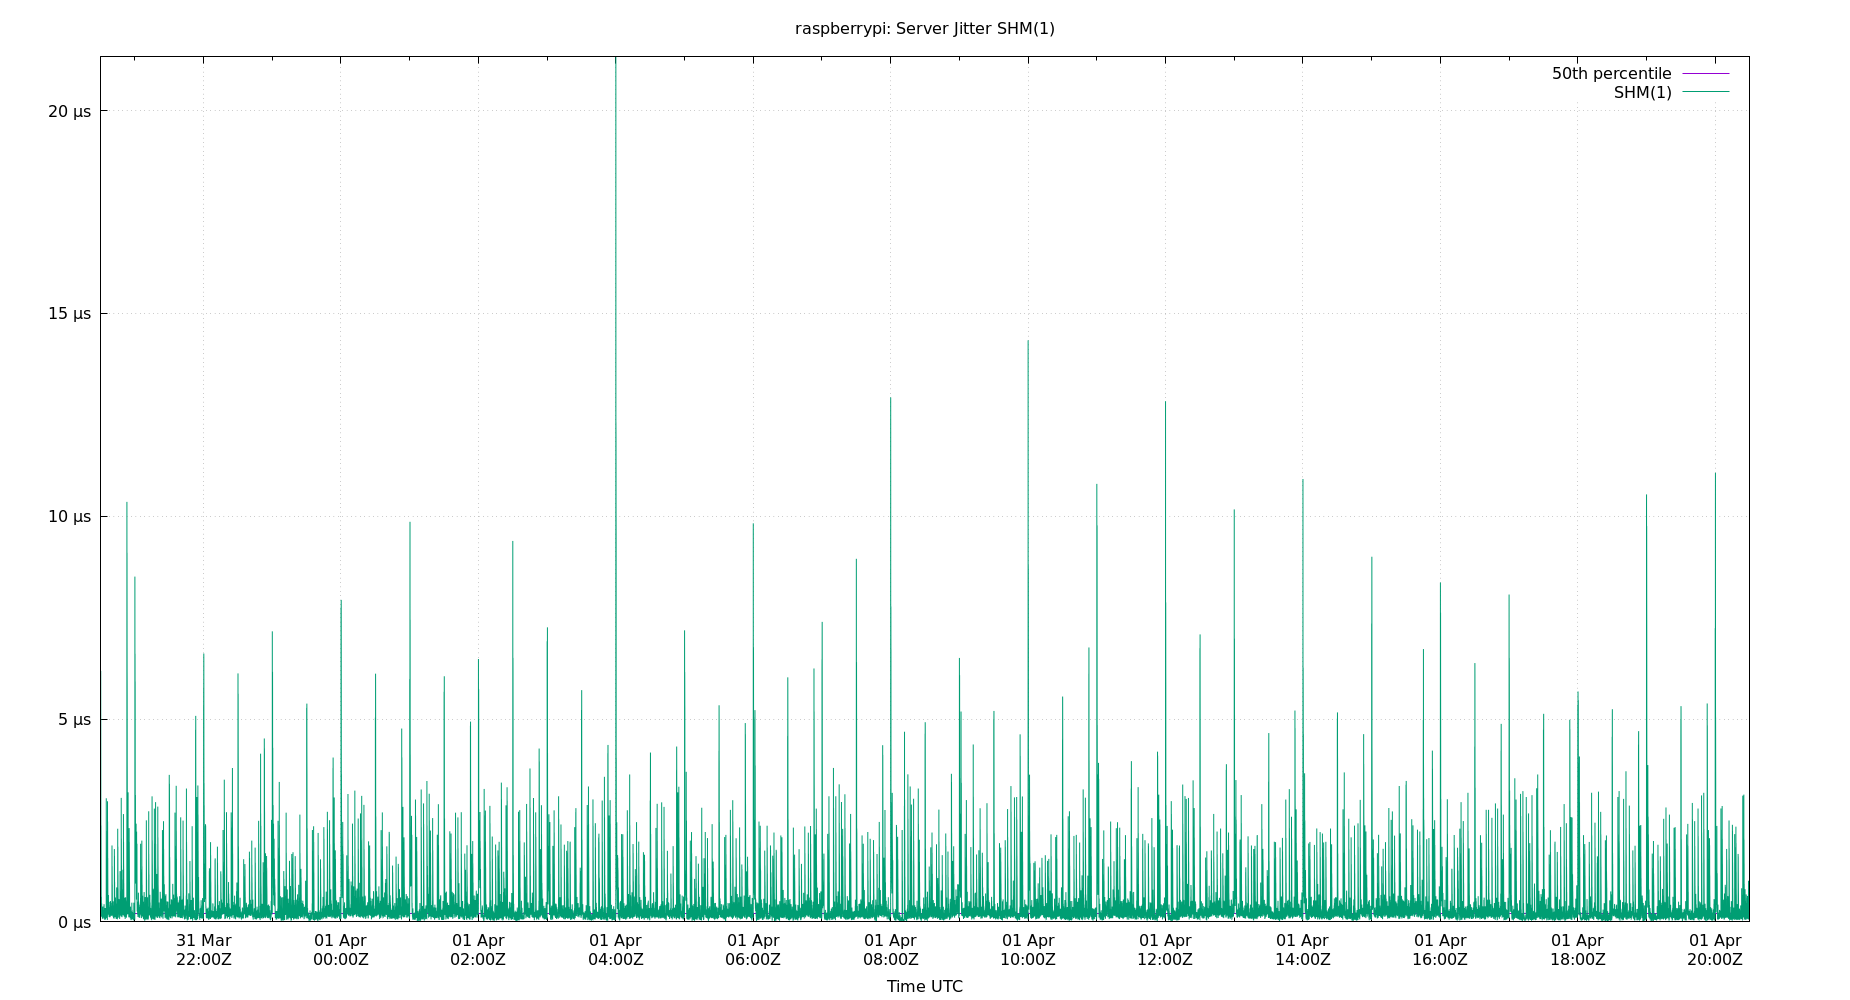 raspberrypi: Server Jitter SHM(1)
50th percentile
SHM(1)
20 μs
15 μs
10 μs
5 μs
0 μs
31 Mar 01 Apr 01 Apr 01 Apr 01 Apr 01 Apr 01 Apr 01 Apr 01 Apr 01 Apr 01 Apr 01 Apr
22:00Z 00:00Z 02:00Z 04:00Z 06:00Z 08:00Z 10:00Z 12:00Z 14:00Z 16:00Z 18:00Z 20:00Z
Time UTC